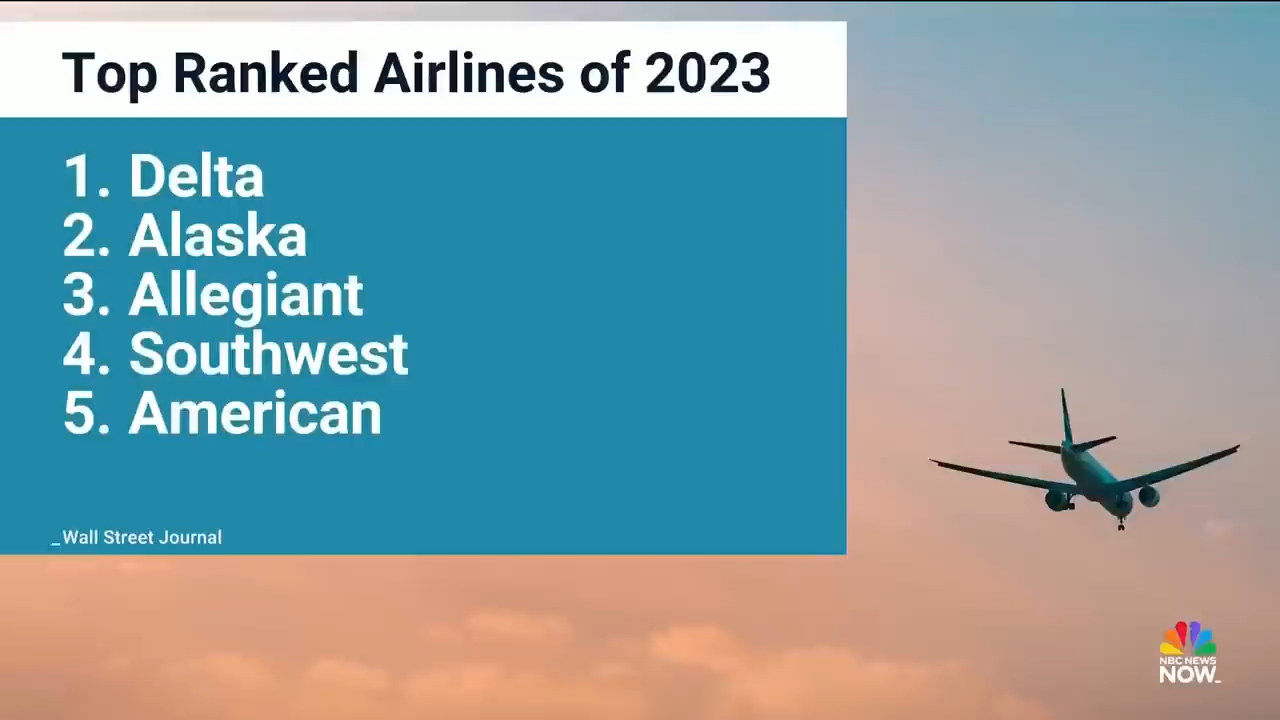 Top Ranked Airlines of 2023
1. Delta
2. Alaska
3. Allegiant
4. Southwest
5. American
_Wall Street Journal
NBC NEWS
NOW_